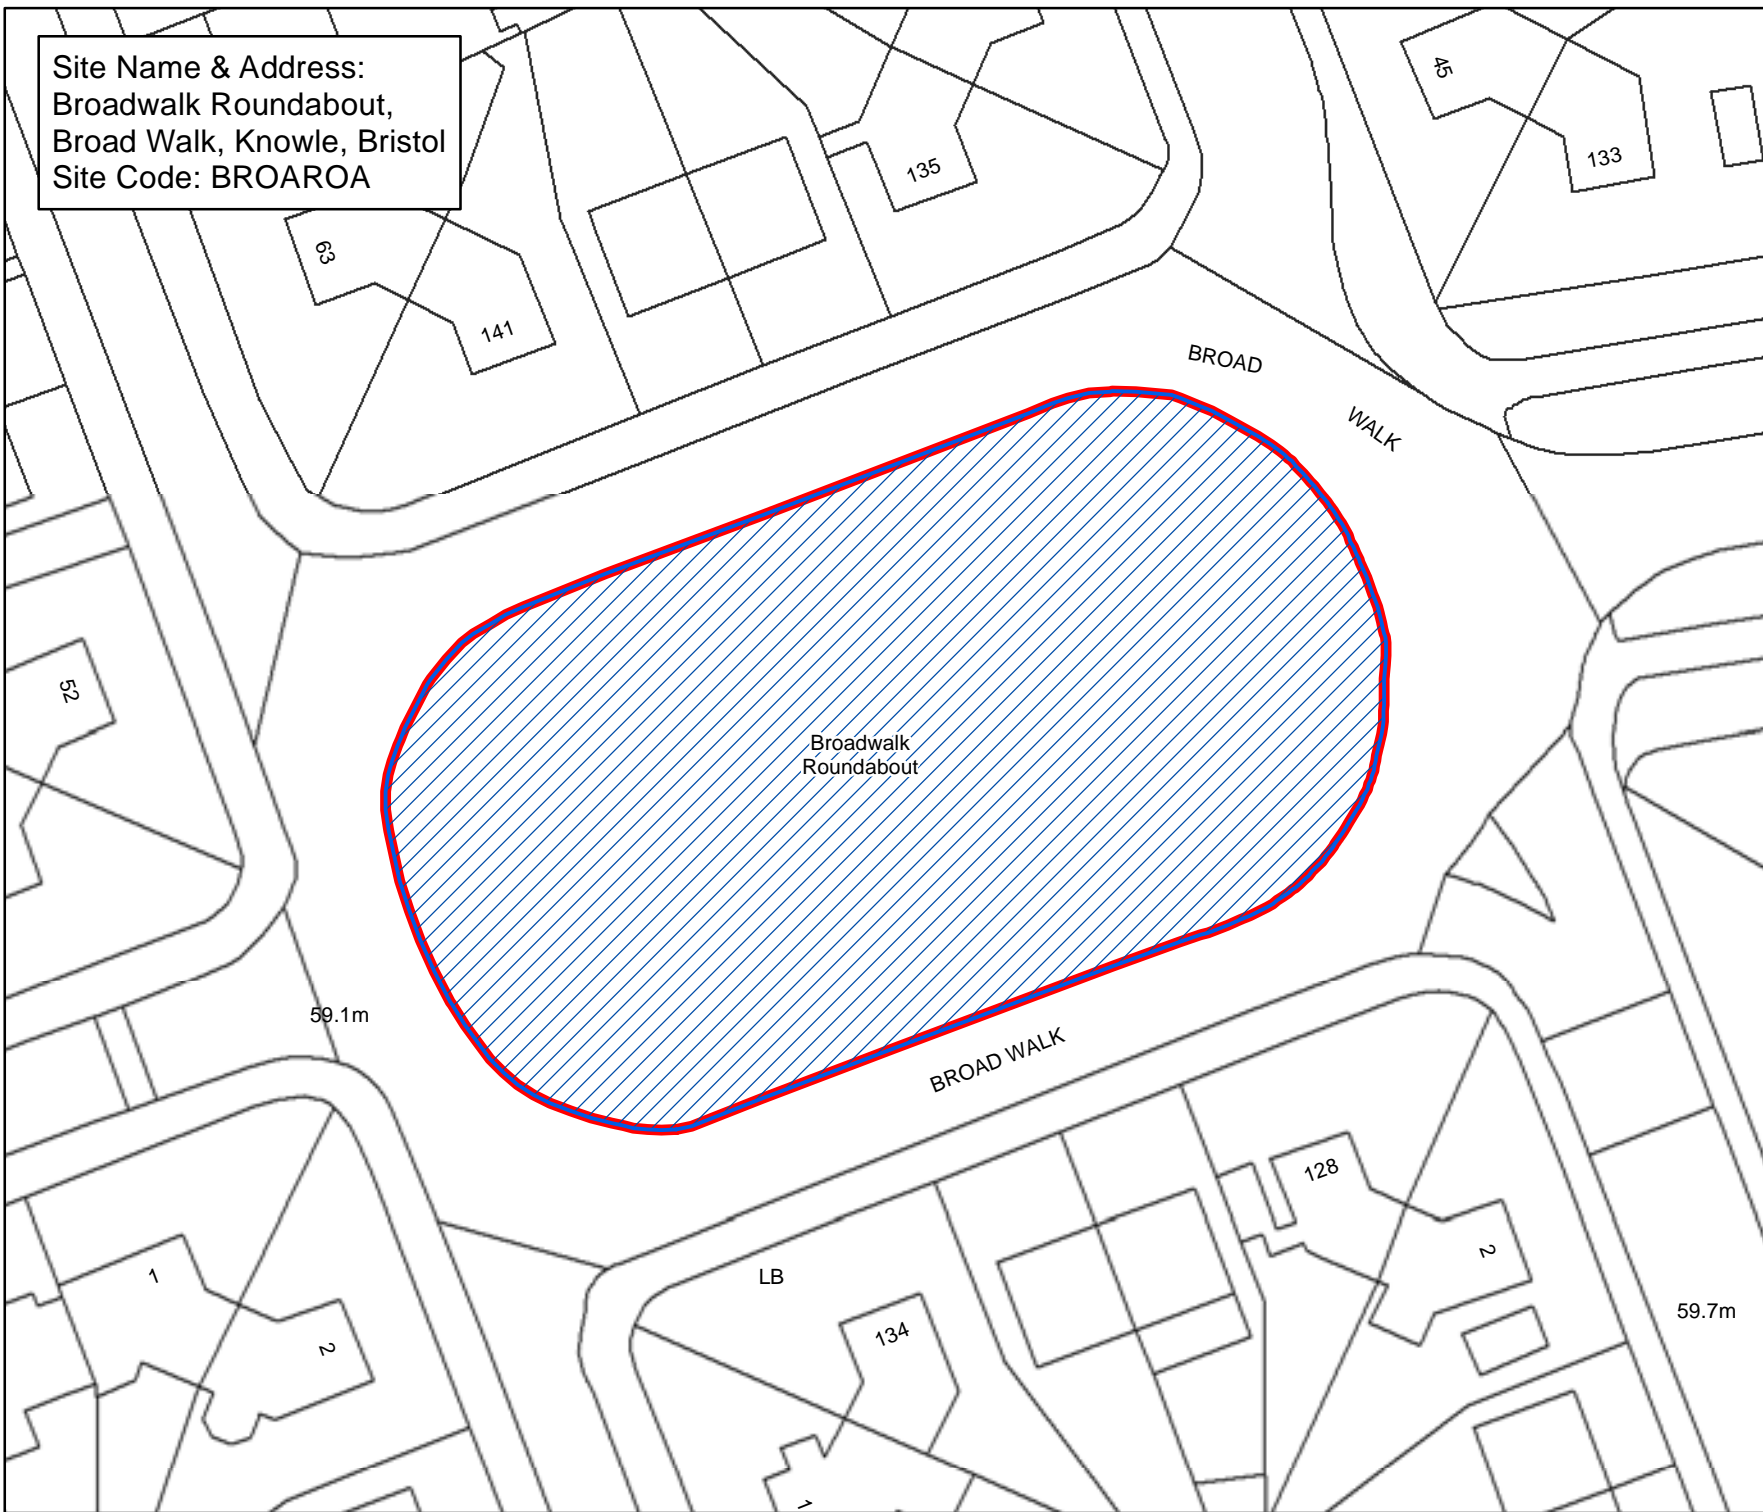 Site Name & Address:
Broadwalk Roundabout,
Broad Walk, Knowle, Bristol
Site Code: BROAROA
45
133
135
63
141
BROAD
WALK
52
Broadwalk
Roundabout
59.1m
BROAD WALK
128
2
1
LB
134
2
59.7m
1